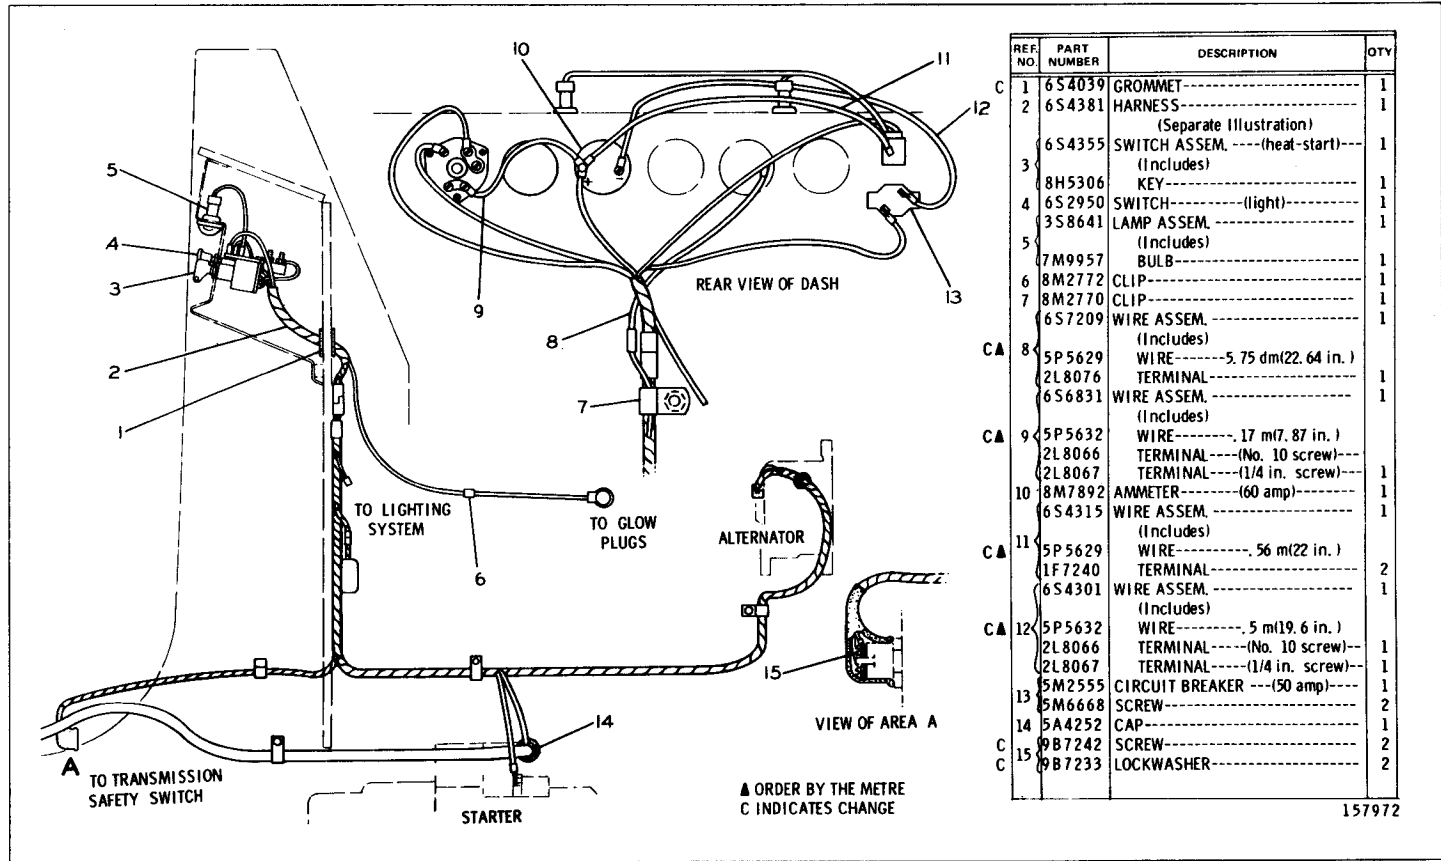 10
11
12
5
4
3
2
1
9
REAR VIEW OF DASH
13
8
7
TO LIGHTING
SYSTEM
6
TO GLOW
PLUGS
ALTERNATOR
15
VIEW OF AREA A
14
A
TO TRANSMISSION
SAFETY SWITCH
STARTER
▲ ORDER BY THE METRE
C INDICATES CHANGE
REF. NO. PART NUMBER DESCRIPTION QTY
C 1 6S4039 GROMMET 1
2 6S4381 HARNESS 1
(Separate Illustration)
3 6S4355 SWITCH ASSEM. ----(heat-start)--- 1
(Includes)
8H5306 KEY 1
4 6S2950 SWITCH---------(light) 1
5 3S8641 LAMP ASSEM. 1
(Includes)
7M9957 BULB 1
6 8M2772 CLIP 1
7 8M2770 CLIP 1
C▲ 8 6S7209 WIRE ASSEM. 1
(Includes)
5P5629 WIRE-------5.75 dm(22.64 in.)
2L8076 TERMINAL 1
C▲ 9 6S6831 WIRE ASSEM. 1
(Includes)
5P5632 WIRE--------.17 m(7.87 in.)
2L8066 TERMINAL----(No. 10 screw)---
2L8067 TERMINAL----(1/4 in. screw)--- 1
10 8M7892 AMMETER--------(60 amp)-------- 1
C▲ 11 6S4315 WIRE ASSEM. 1
(Includes)
5P5629 WIRE----------.56 m(22 in.)
1F7240 TERMINAL 2
C▲ 12 6S4301 WIRE ASSEM. 1
(Includes)
5P5632 WIRE---------.5 m(19.6 in.)
2L8066 TERMINAL-----(No. 10 screw)-- 1
2L8067 TERMINAL-----(1/4 in. screw)-- 1
13 5M2555 CIRCUIT BREAKER ---(50 amp)---- 1
5M6668 SCREW 2
14 5A4252 CAP 1
C 15 9B7242 SCREW 2
C 9B7233 LOCKWASHER 2
157972